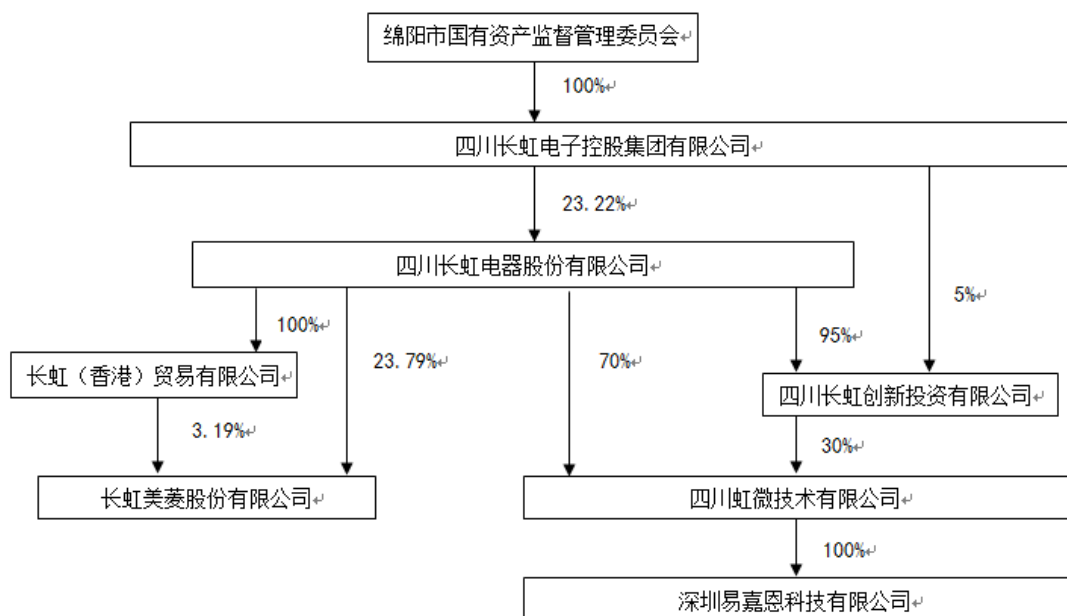 绵阳市国有资产监督管理委员会↵
100%↵
四川长虹电子控股集团有限公司↵
23.22%↵
四川长虹电器股份有限公司↵
5%↵
100%↵
95%↵
23.79%↵
70%↵
长虹（香港）贸易有限公司↵
四川长虹创新投资有限公司↵
3.19%↵
30%↵
长虹美菱股份有限公司↵
四川虹微技术有限公司↵
100%↵
深圳易嘉恩科技有限公司↵